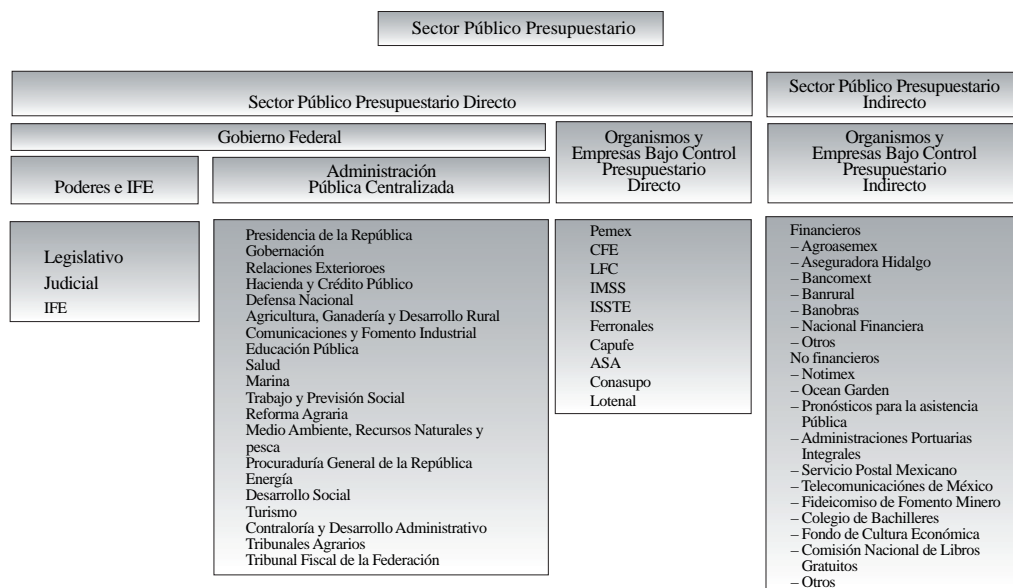 Sector Público Presupuestario
Sector Público Presupuestario Directo
Sector Público Presupuestario
Indirecto
Gobierno Federal
Organismos y
Empresas Bajo Control
Presupuestario
Directo
Organismos y
Empresas Bajo Control
Presupuestario
Indirecto
Poderes e IFE
Administración
Pública Centralizada
Legislativo
Judicial
IFE
Presidencia de la República
Gobernación
Relaciones Exterioroes
Hacienda y Crédito Público
Defensa Nacional
Agricultura, Ganadería y Desarrollo Rural
Comunicaciones y Fomento Industrial
Educación Pública
Salud
Marina
Trabajo y Previsión Social
Reforma Agraria
Medio Ambiente, Recursos Naturales y
pesca
Procuraduría General de la República
Energía
Desarrollo Social
Turismo
Contraloría y Desarrollo Administrativo
Tribunales Agrarios
Tribunal Fiscal de la Federación
Pemex
CFE
LFC
IMSS
ISSTE
Ferronales
Capufe
ASA
Conasupo
Lotenal
Financieros
– Agroasemex
– Aseguradora Hidalgo
– Bancomext
– Banrural
– Banobras
– Nacional Financiera
– Otros
No financieros
– Notimex
– Ocean Garden
– Pronósticos para la asistencia
Pública
– Administraciones Portuarias
Integrales
– Servicio Postal Mexicano
– Telecomunicaciónes de México
– Fideicomiso de Fomento Minero
– Colegio de Bachilleres
– Fondo de Cultura Económica
– Comisión Nacional de Libros
Gratuitos
– Otros